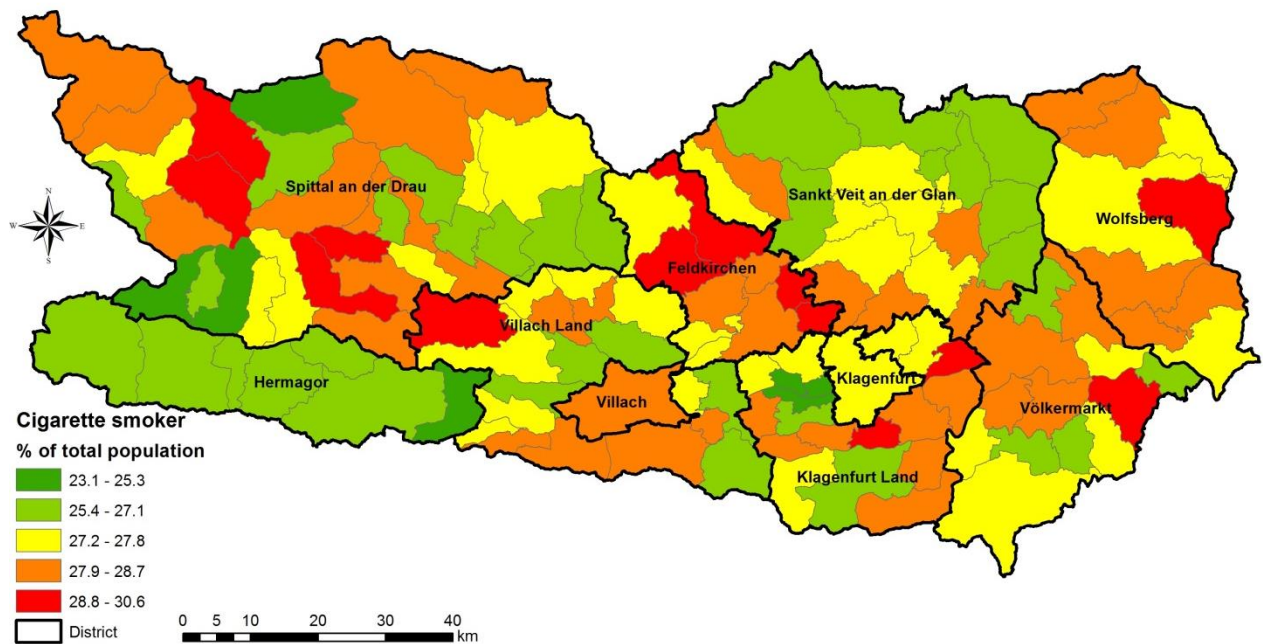 N
W E
S
Spittal an der Drau
Sankt Veit an der Glan
Wolfsberg
Feldkirchen
Villach Land
Hermagor
Klagenfurt
Villach
Völkermarkt
Klagenfurt Land
Cigarette smoker
% of total population
23.1 - 25.3
25.4 - 27.1
27.2 - 27.8
27.9 - 28.7
28.8 - 30.6
District
0 5 10 20 30 40
km